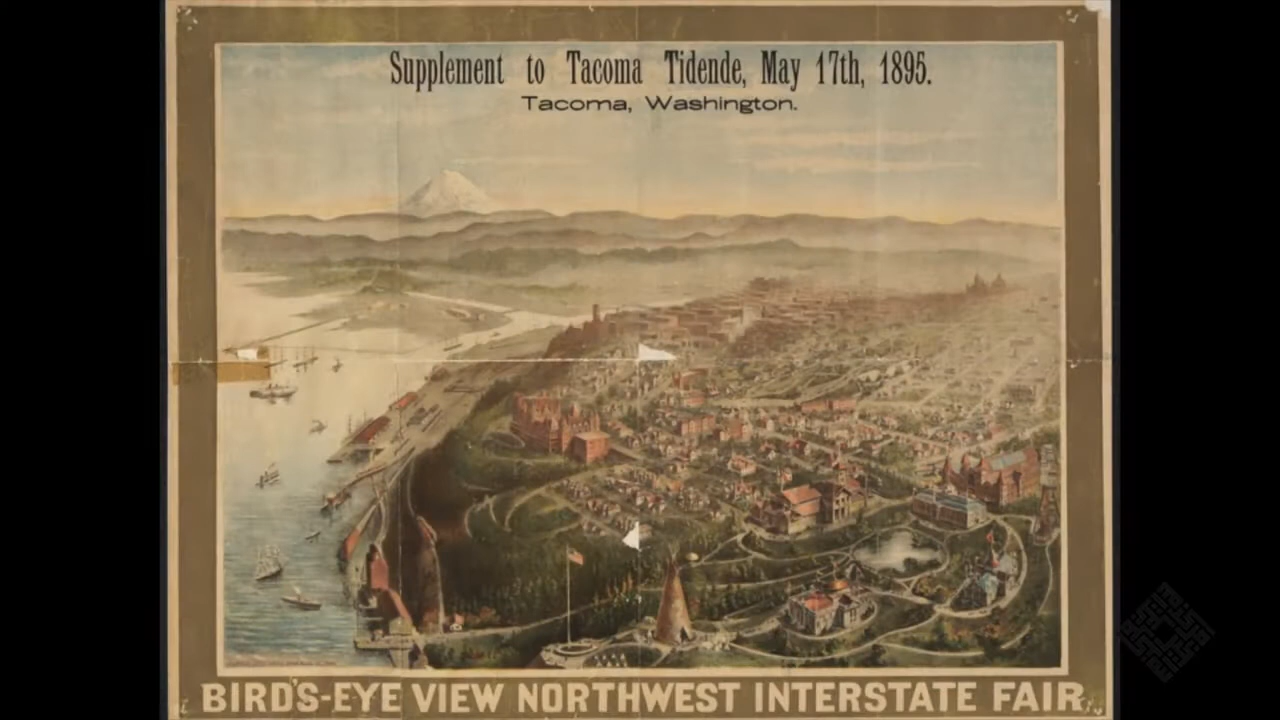 Supplement to Tacoma Tidende, May 17th, 1895.
Tacoma, Washington.
BIRD'S-EYE VIEW NORTHWEST INTERSTATE FAIR.